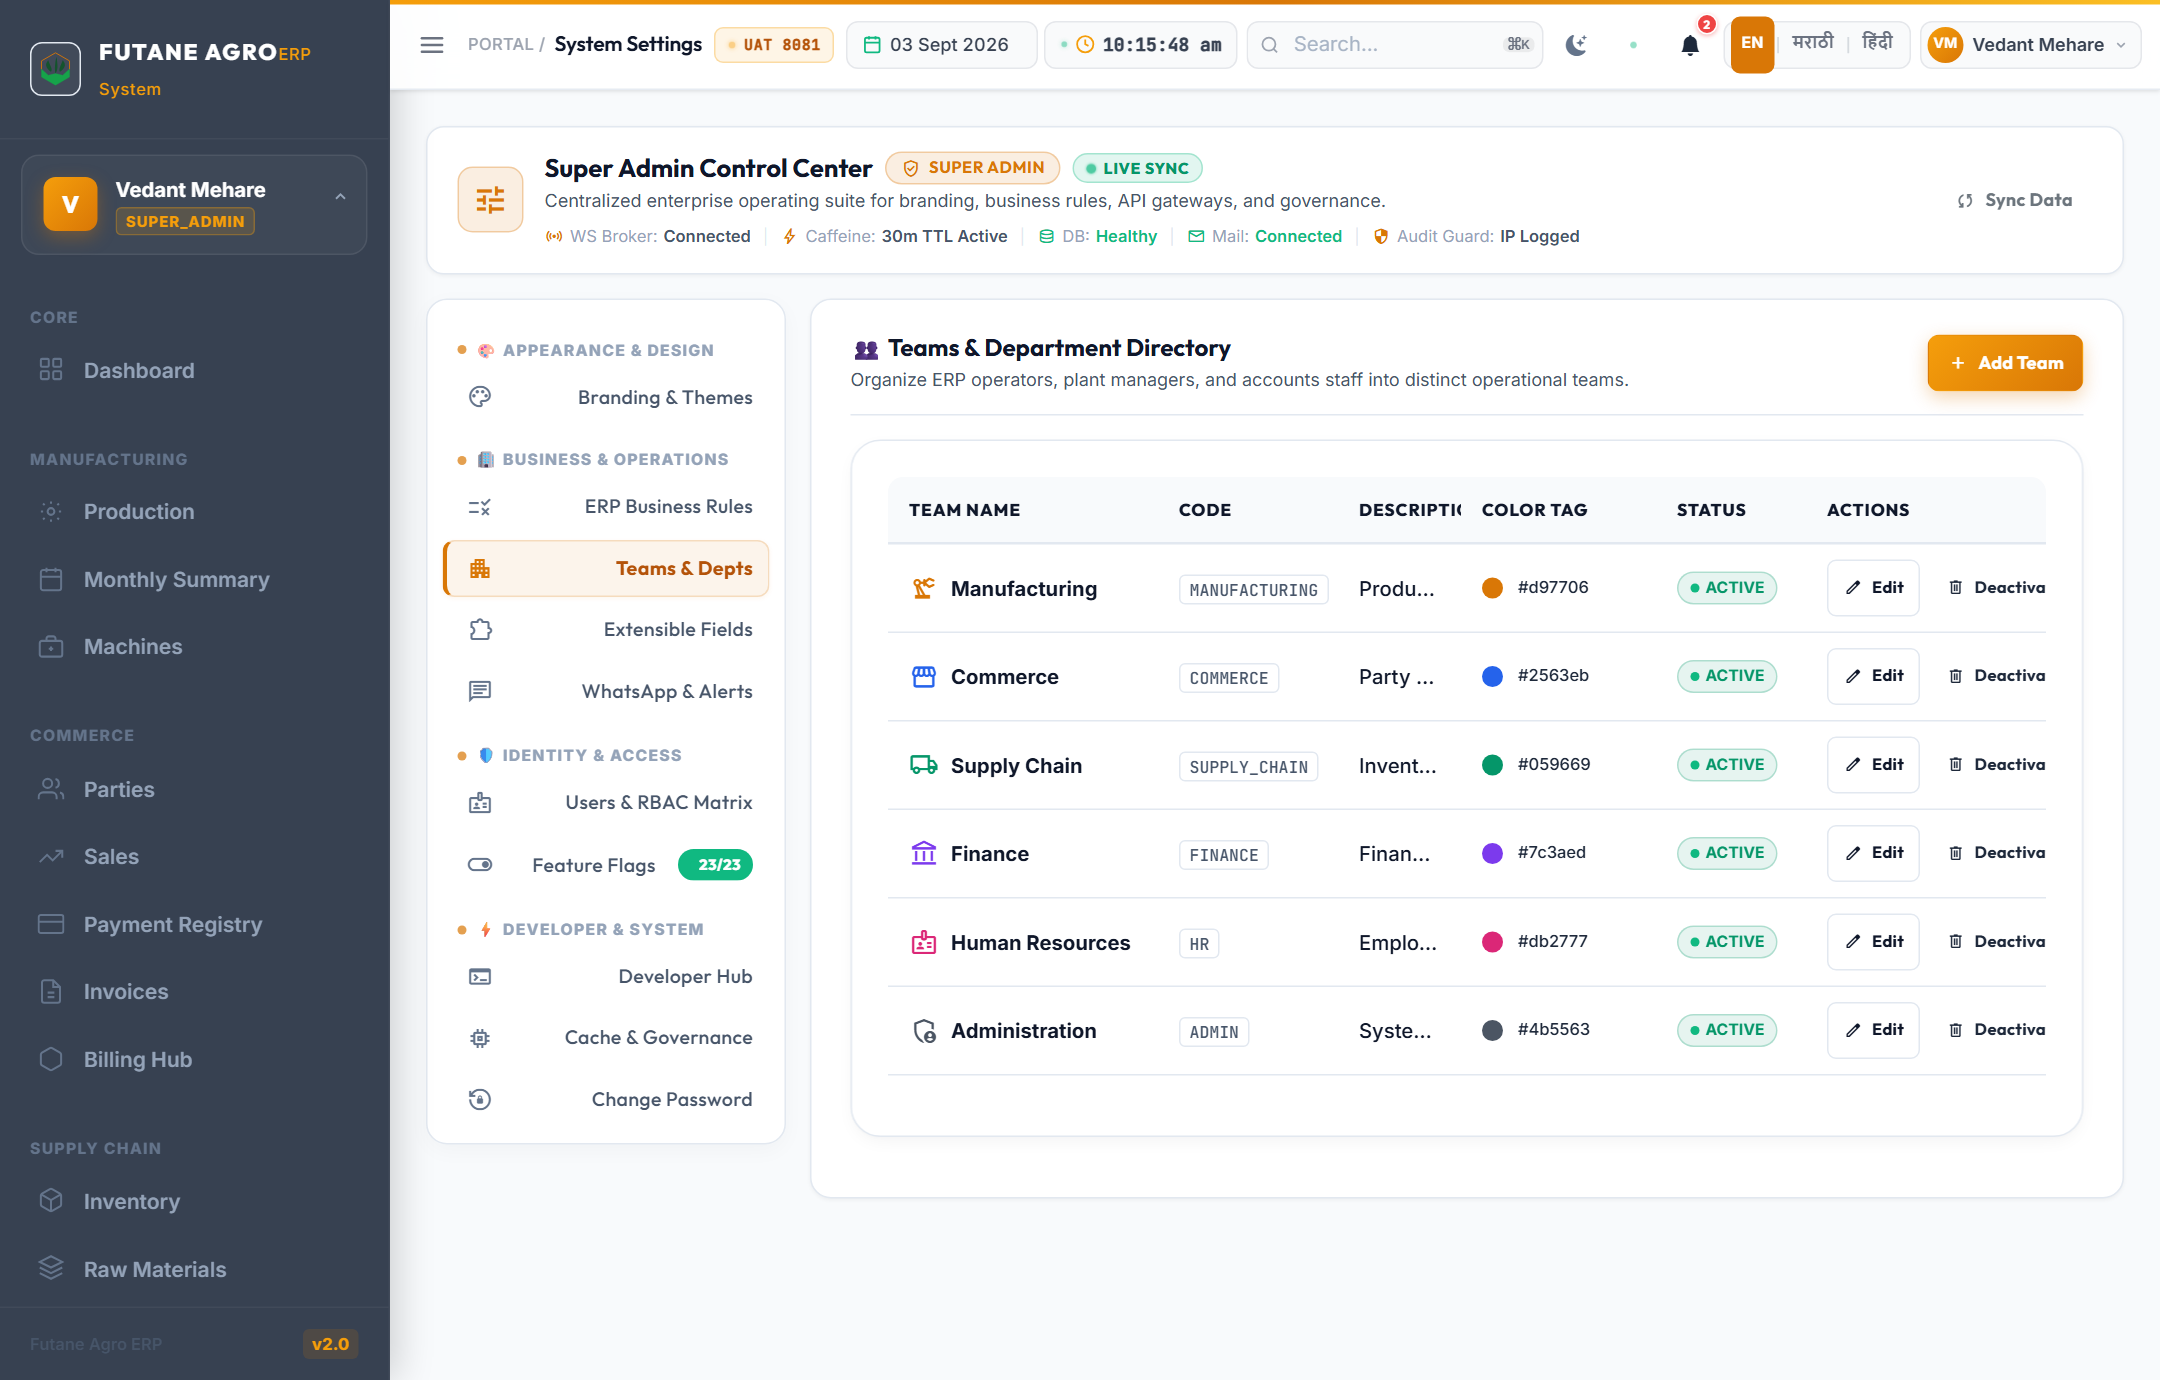 FUTANE AGROERP
System
Vedant Mehare
SUPER_ADMIN
CORE
Dashboard
MANUFACTURING
Production
Monthly Summary
Machines
COMMERCE
Parties
Sales
Payment Registry
Invoices
Billing Hub
SUPPLY CHAIN
Inventory
Raw Materials
Futane Agro ERP v2.0
PORTAL / System Settings UAT 8081 03 Sept 2026 10:15:48 am Search... ⌘K 2 EN | मराठी | हिंदी VM Vedant Mehare
Super Admin Control Center SUPER ADMIN LIVE SYNC
Centralized enterprise operating suite for branding, business rules, API gateways, and governance.
WS Broker: Connected Caffeine: 30m TTL Active DB: Healthy Mail: Connected Audit Guard: IP Logged
Sync Data
APPEARANCE & DESIGN
Branding & Themes
BUSINESS & OPERATIONS
ERP Business Rules
Teams & Depts
Extensible Fields
WhatsApp & Alerts
IDENTITY & ACCESS
Users & RBAC Matrix
Feature Flags 23/23
DEVELOPER & SYSTEM
Developer Hub
Cache & Governance
Change Password
Teams & Department Directory
Organize ERP operators, plant managers, and accounts staff into distinct operational teams.
+ Add Team
TEAM NAME CODE DESCRIPTIO COLOR TAG STATUS ACTIONS
Manufacturing MANUFACTURING Produ... #d97706 ACTIVE Edit Deactiva
Commerce COMMERCE Party ... #2563eb ACTIVE Edit Deactiva
Supply Chain SUPPLY_CHAIN Invent... #059669 ACTIVE Edit Deactiva
Finance FINANCE Finan... #7c3aed ACTIVE Edit Deactiva
Human Resources HR Emplo... #db2777 ACTIVE Edit Deactiva
Administration ADMIN Syste... #4b5563 ACTIVE Edit Deactiva
V